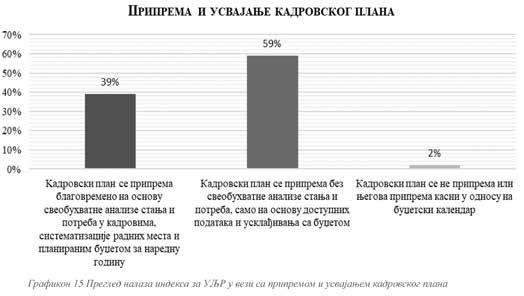 ПРИПРЕМА И УСВАЈАЊЕ КАДРОВСКОГ ПЛАНА
70%
60%
50%
40%
30%
20%
10%
0%
39%
59%
2%
Кадровски план се припрема
благовремено на основу
свеобухватне анализе стања и
потреба у кадровима,
систематизације радних места и
планираним буџетом за наредну
годину
Кадровски план се припрема без
свеобухватне анализе стања и
потреба, само на основу доступних
података и усклађивања са буџетом
Кадровски план се не припрема или
његова припрема касни у односу на
буџетски календар
Графикон 15 Преглед налаза индекса за УЉР у вези са припремом и усвајањем кадровског плана